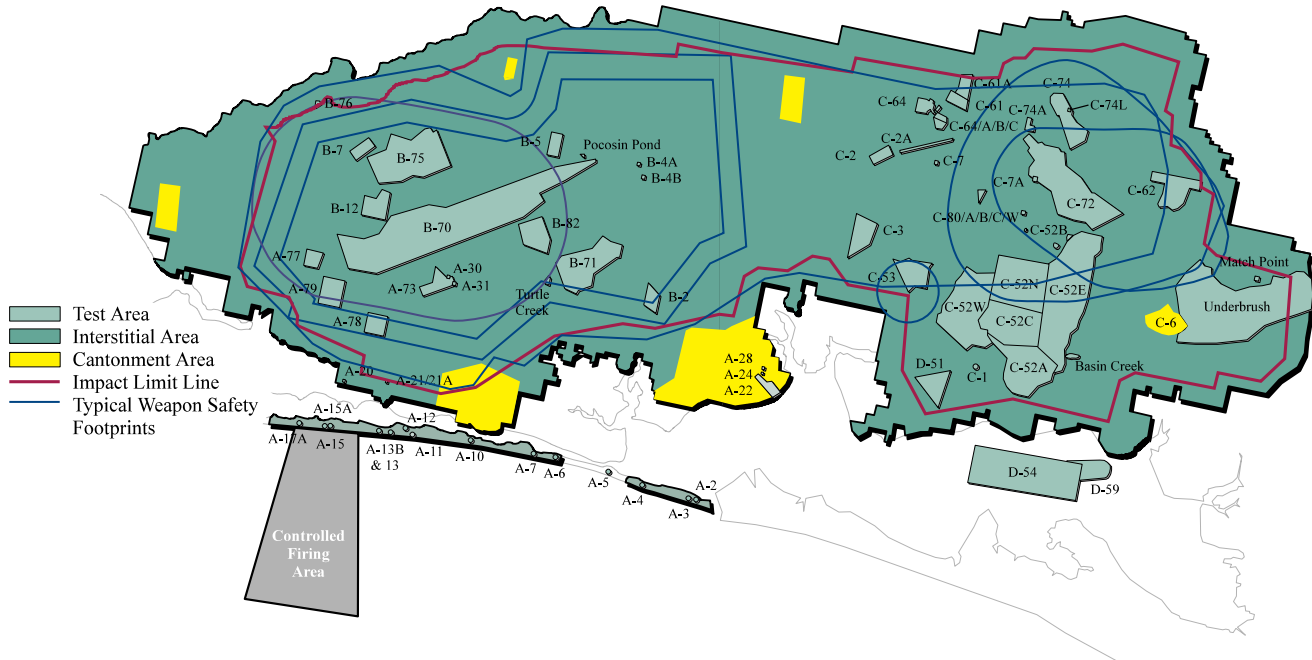 C-61A
C-74
B-76
C-64
C-61
C-74L
C-74A
C-64/A/B/C
B-5
B-7
C-2A
Pocosin Pond
B-75
C-2
C-7
B-4A
B-4B
C-7A
C-62
B-12
C-72
B-82
C-80/A/B/C/W
B-70
C-3
C-52B
A-77
B-71
A-30
C-53
Match Point
A-31
C-52N
A-79
A-73
C-52E
B-2
Turtle
Creek
C-52W
Underbrush
Test Area
A-78
C-52C
C-6
Interstitial Area
Cantonment Area
A-28
D-51
C-52A
Basin Creek
Impact Limit Line
A-20
A-21/21A
A-24
C-1
A-22
Typical Weapon Safety
Footprints
A-15A
A-12
A-17A
A-15
A-13B
& 13
A-11
A-10
A-7
A-6
A-5
A-4
A-2
A-3
D-54
D-59
Controlled
Firing
Area